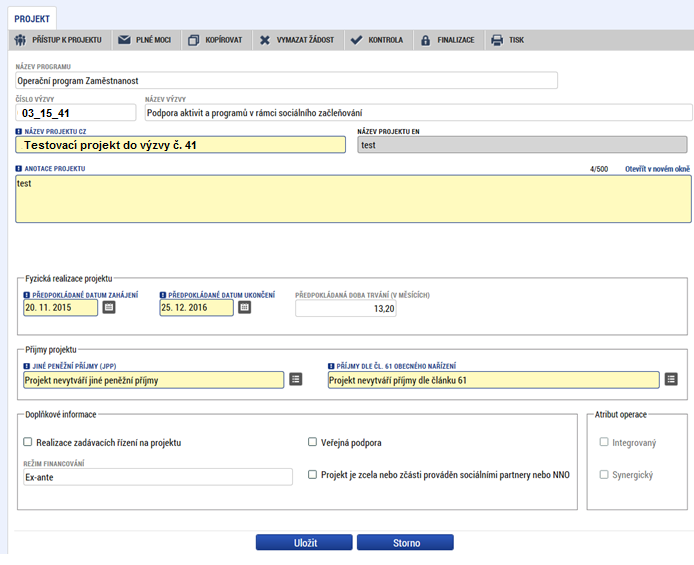 PROJEKT
PŘÍSTUP K PROJEKTU PLNÉ MOCI KOPÍROVAT VYMAZAT ŽÁDOST KONTROLA FINALIZACE TISK
NÁZEV PROGRAMU
Operační program Zaměstnanost
ČÍSLO VÝZVY NÁZEV VÝZVY
03_15_41 Podpora aktivit a programů v rámci sociálního začleňování
NÁZEV PROJEKTU CZ NÁZEV PROJEKTU EN
Testovací projekt do výzvy č. 41 test
ANOTACE PROJEKTU 4/500 Otevřít v novém okně
test
Fyzická realizace projektu
PŘEDPOKLÁDANÉ DATUM ZAHÁJENÍ PŘEDPOKLÁDANÉ DATUM UKONČENÍ PŘEDPOKLÁDANÁ DOBA TRVÁNÍ (V MĚSÍCÍCH)
20. 11. 2015 25. 12. 2016 13,20
Příjmy projektu
JINÉ PENĚŽNÍ PŘÍJMY (JPP) PŘÍJMY DLE ČL. 61 OBECNÉHO NAŘÍZENÍ
Projekt nevytváří jiné peněžní příjmy Projekt nevytváří příjmy dle článku 61
Doplňkové informace Atribut operace
Realizace zadávacích řízení na projektu Veřejná podpora Integrovaný
REŽIM FINANCOVÁNÍ
Ex-ante Projekt je zcela nebo zčásti prováděn sociálními partnery nebo NNO Synergický
Uložit Storno